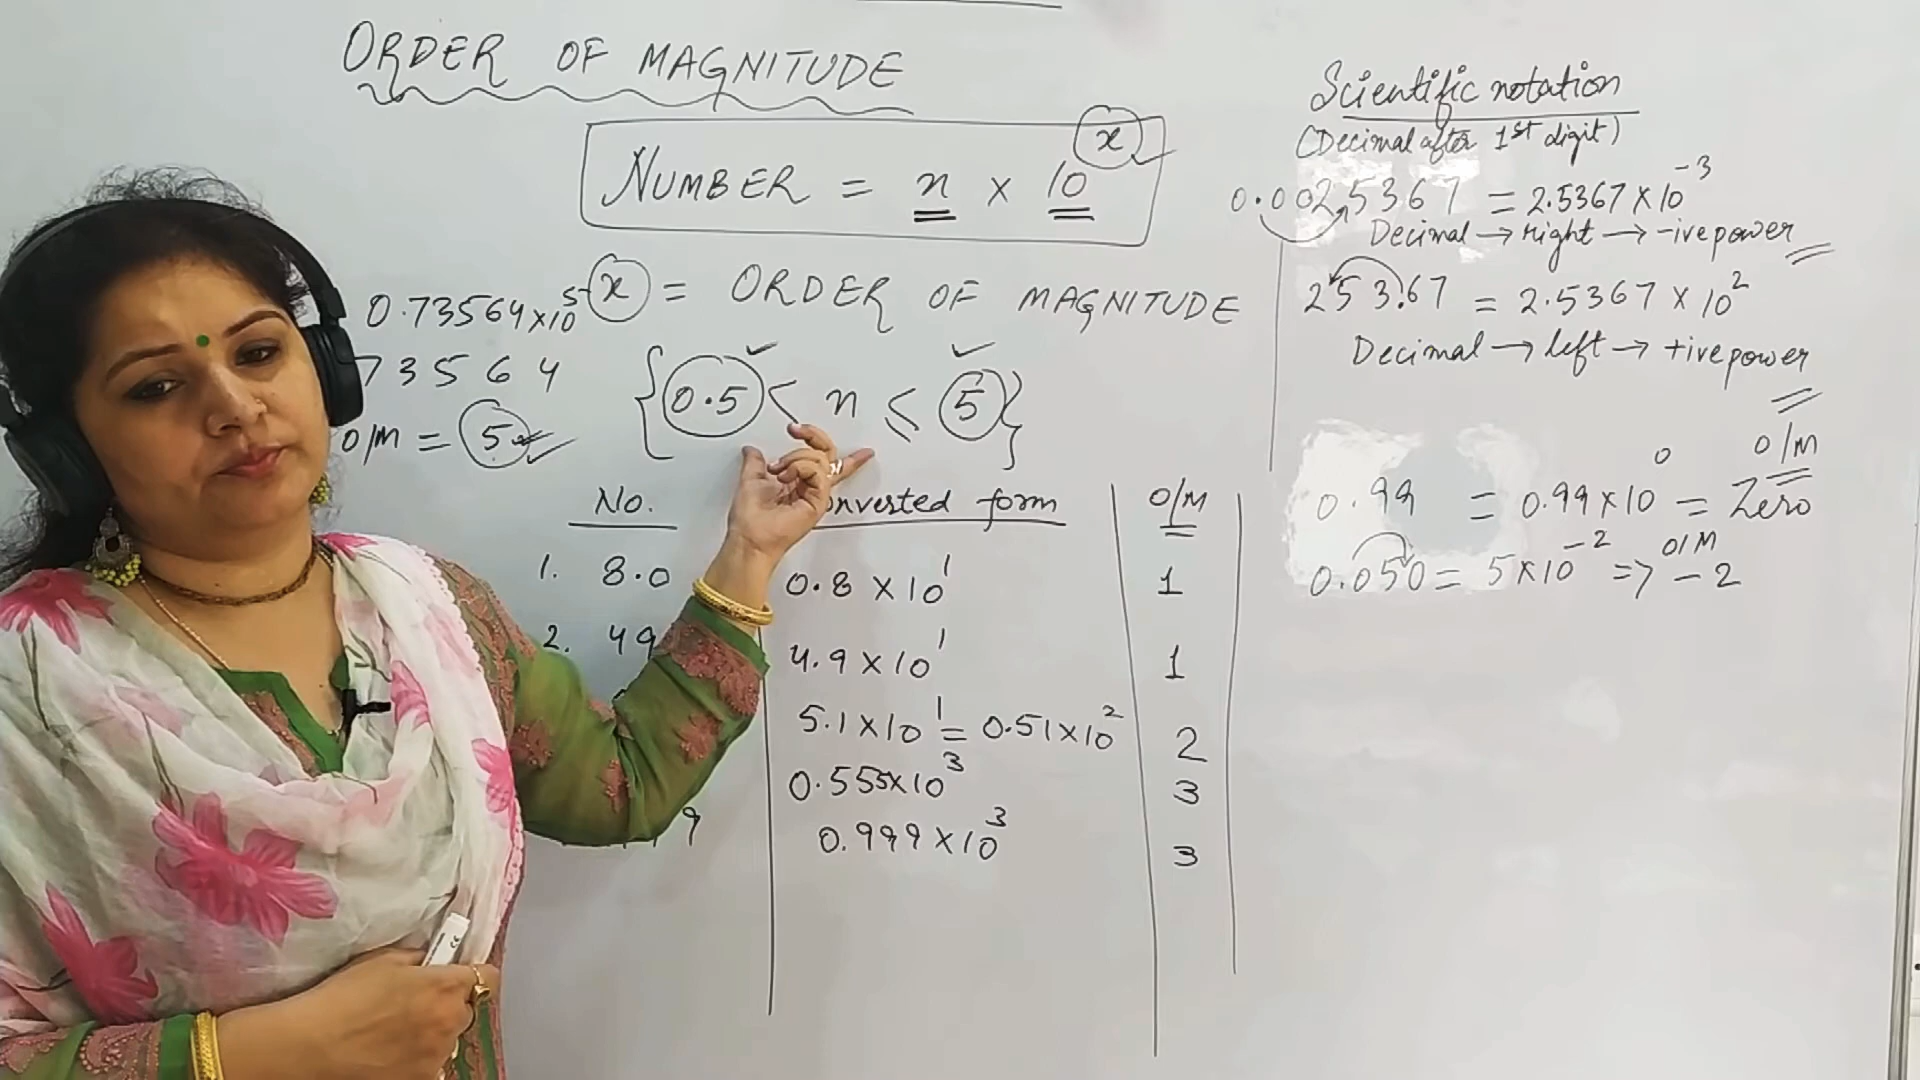 ORDER OF MAGNITUDE
NUMBER = n × 10^x
x = ORDER OF MAGNITUDE
0.73564×10^5
73564
O/M = 5
{0.5 < n ≤ 5}
No. form O/M
1. 8.0 0.8 × 10^1 1
2. 49 4.9 × 10^1 1
5.1 × 10^1 = 0.51×10^2 2
0.555×10^3 3
9 0.999×10^3 3
Scientific notation
(Decimal after 1st digit)
0.0025367 = 2.5367×10^-3
Decimal → right → -ive power
253.67 = 2.5367 × 10^2
Decimal → left → +ive power
O/M
0.99 = 0.99×10^0 = Zero
O/M
0.050 = 5×10^-2 => -2